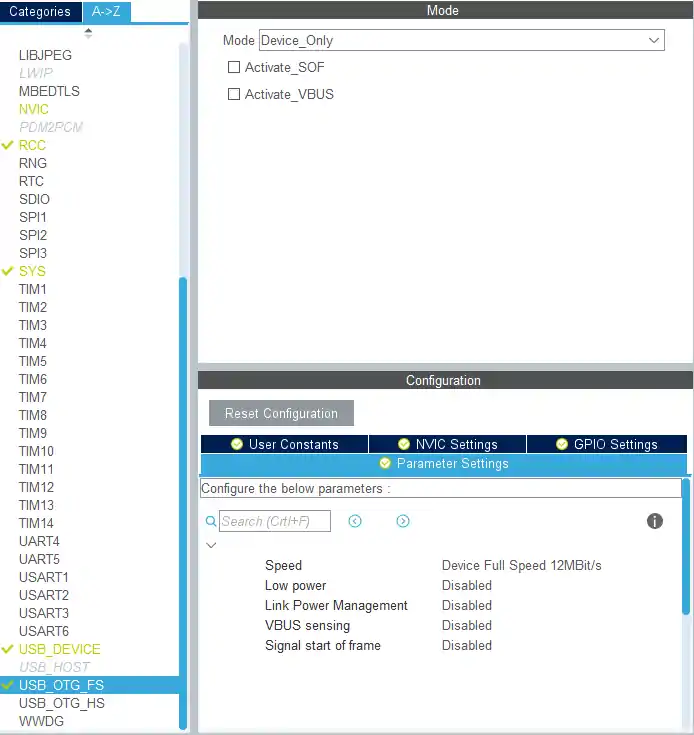 Categories A->Z
LIBJPEG
LWIP
MBEDTLS
NVIC
PDM2PCM
RCC
RNG
RTC
SDIO
SPI1
SPI2
SPI3
SYS
TIM1
TIM2
TIM3
TIM4
TIM5
TIM6
TIM7
TIM8
TIM9
TIM10
TIM11
TIM12
TIM13
TIM14
UART4
UART5
USART1
USART2
USART3
USART6
USB_DEVICE
USB_HOST
USB_OTG_FS
USB_OTG_HS
WWDG
Mode
Mode Device_Only
Activate_SOF
Activate_VBUS
Configuration
Reset Configuration
User Constants NVIC Settings GPIO Settings
Parameter Settings
Configure the below parameters :
Search (CrtI+F)
Speed Device Full Speed 12MBit/s
Low power Disabled
Link Power Management Disabled
VBUS sensing Disabled
Signal start of frame Disabled